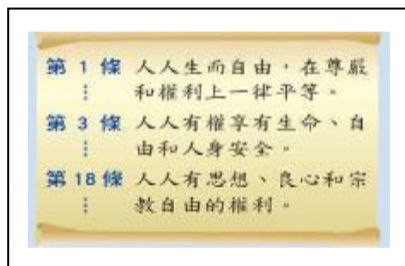 第 1 條 人人生而自由，在尊嚴
⋮ 和權利上一律平等。
第 3 條 人人有權享有生命、自
⋮ 由和人身安全。
第 18 條 人人有思想、良心和宗
⋮ 教自由的權利。